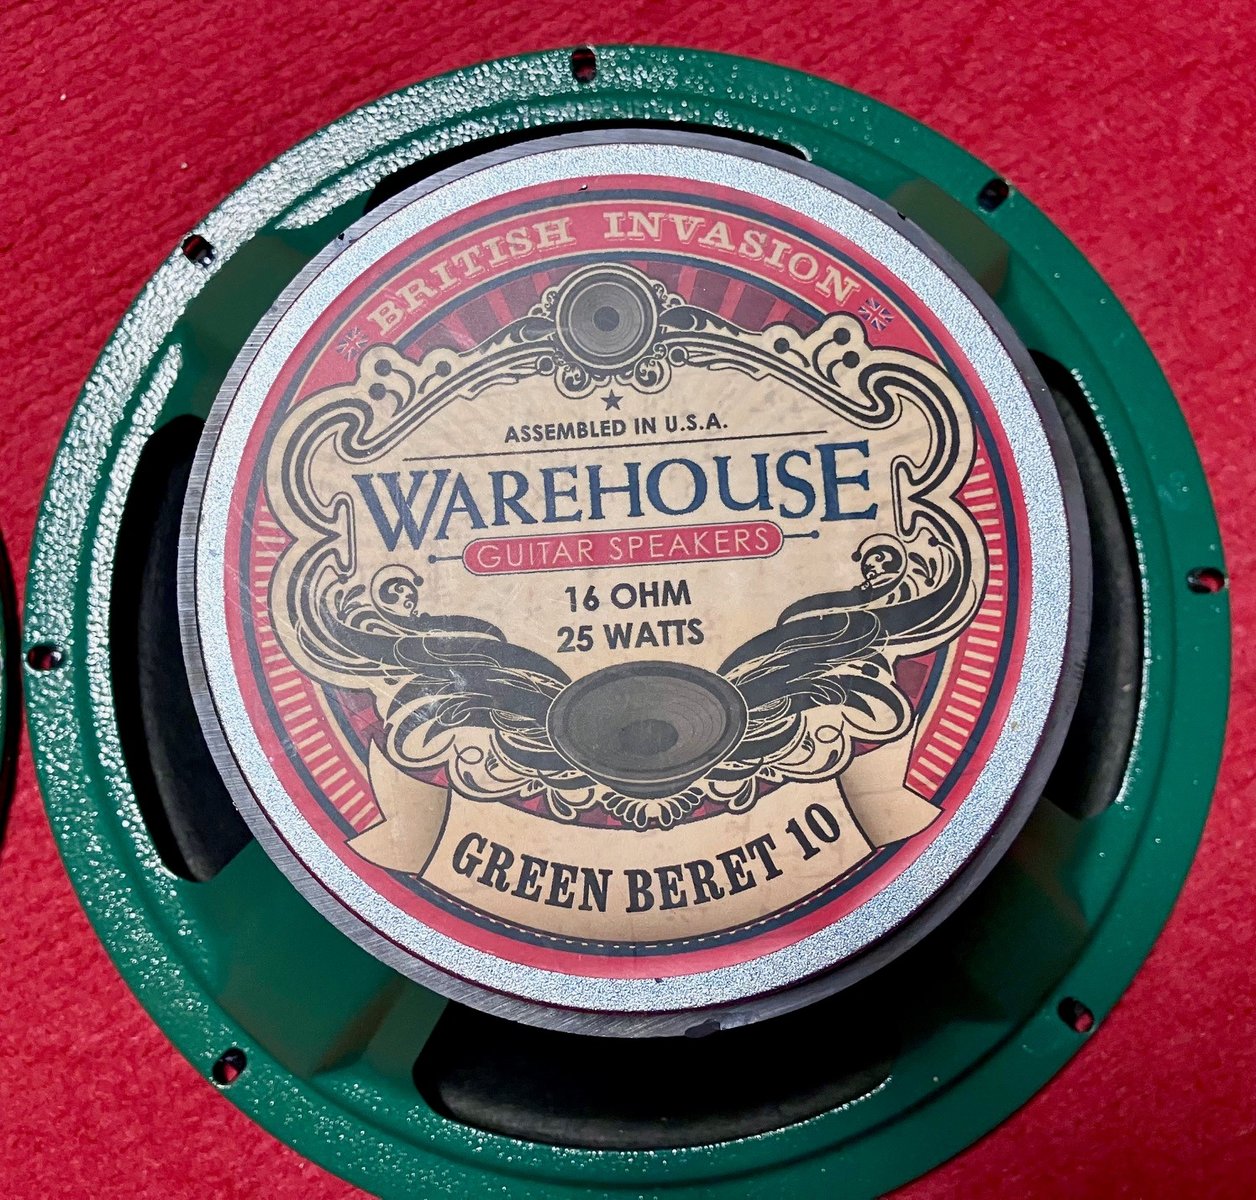 BRITISH INVASION
ASSEMBLED IN U.S.A.
WAREHOUSE
GUITAR SPEAKERS
16 OHM
25 WATTS
GREEN BERET 10